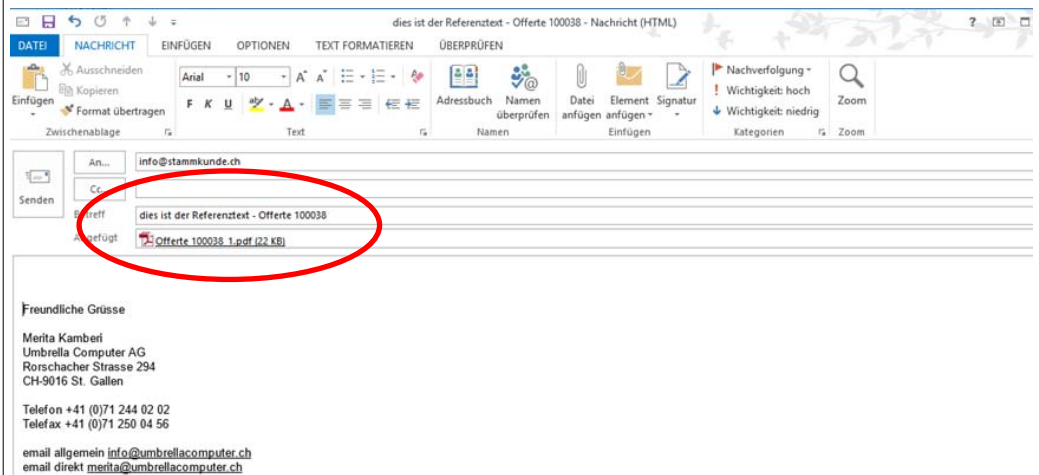 dies ist der Referenztext - Offerte 100038 - Nachricht (HTML)
?
DATEI NACHRICHT EINFÜGEN OPTIONEN TEXT FORMATIEREN ÜBERPRÜFEN
Einfügen
Ausschneiden
Kopieren
Format übertragen
Zwischenablage
Arial 10
F K U
Text
Adressbuch
Namen
überprüfen
Namen
Datei
anfügen
Element
anfügen
Signatur
Einfügen
Nachverfolgung
Wichtigkeit: hoch
Wichtigkeit: niedrig
Kategorien
Zoom
Zoom
Senden
An... info@stammkunde.ch
Cc...
Betreff dies ist der Referenztext - Offerte 100038
Angefügt Offerte 100038_1.pdf (22 KB)
Freundliche Grüsse
Merita Kamberi
Umbrella Computer AG
Rorschacher Strasse 294
CH-9016 St. Gallen
Telefon +41 (0)71 244 02 02
Telefax +41 (0)71 250 04 56
email allgemein info@umbrellacomputer.ch
email direkt merita@umbrellacomputer.ch